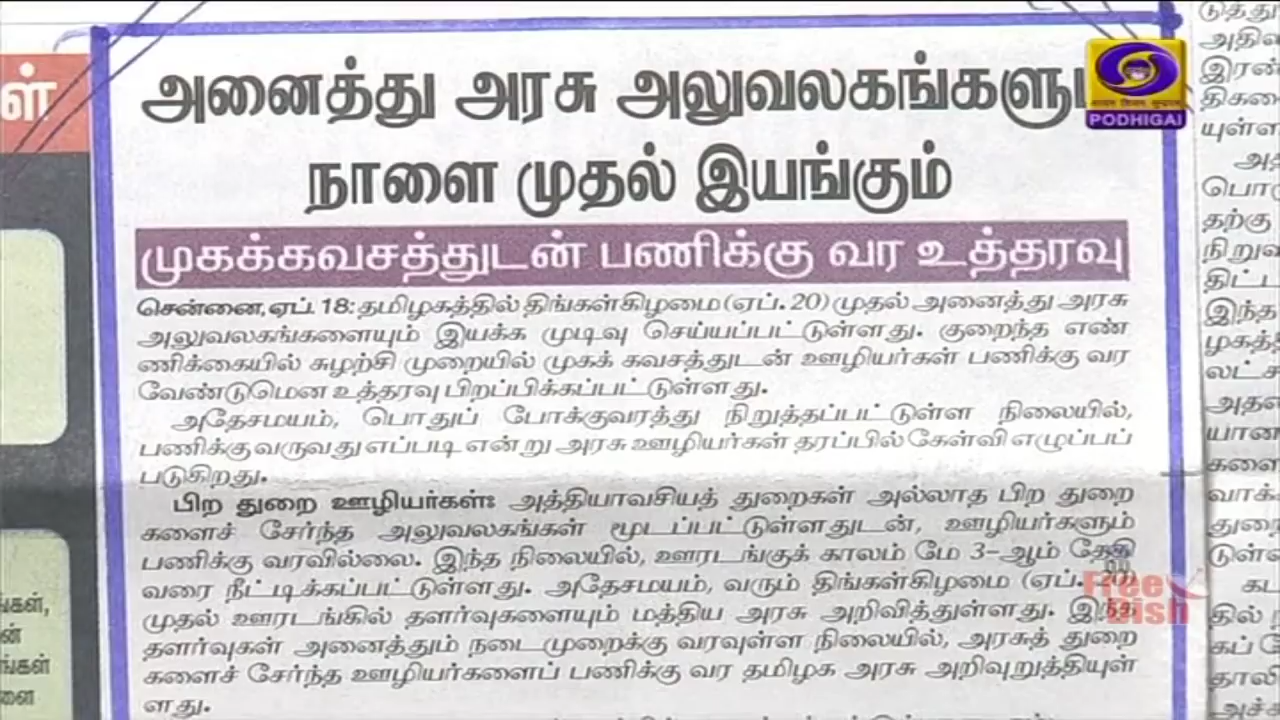 அனைத்து அரசு அலுவலகங்களும்
நாளை முதல் இயங்கும்
முகக்கவசத்துடன் பணிக்கு வர உத்தரவு
சென்னை, ஏப். 18: தமிழகத்தில் திங்கள்கிழமை (ஏப். 20) முதல் அனைத்து அரசு
அலுவலகங்களையும் இயக்க முடிவு செய்யப்பட்டுள்ளது. குறைந்த எண்
ணிக்கையில் சுழற்சி முறையில் முகக் கவசத்துடன் ஊழியர்கள் பணிக்கு வர
வேண்டுமென உத்தரவு பிறப்பிக்கப்பட்டுள்ளது.
அதேசமயம், பொதுப் போக்குவரத்து நிறுத்தப்பட்டுள்ள நிலையில்,
பணிக்கு வருவது எப்படி என்று அரசு ஊழியர்கள் தரப்பில் கேள்வி எழுப்பப்
படுகிறது.
பிற துறை ஊழியர்கள்: அத்தியாவசியத் துறைகள் அல்லாத பிற துறை
களைச் சேர்ந்த அலுவலகங்கள் மூடப்பட்டுள்ளதுடன், ஊழியர்களும்
பணிக்கு வரவில்லை. இந்த நிலையில், ஊரடங்குக் காலம் மே 3-ஆம் தேதி
வரை நீட்டிக்கப்பட்டுள்ளது. அதேசமயம், வரும் திங்கள்கிழமை (ஏப். 20)
முதல் ஊரடங்கில் தளர்வுகளையும் மத்திய அரசு அறிவித்துள்ளது. இந்த
தளர்வுகள் அனைத்தும் நடைமுறைக்கு வரவுள்ள நிலையில், அரசுத் துறை
களைச் சேர்ந்த ஊழியர்களைப் பணிக்கு வர தமிழக அரசு அறிவுறுத்தியுள்
ளது.
PODHIGAI
Free Dish